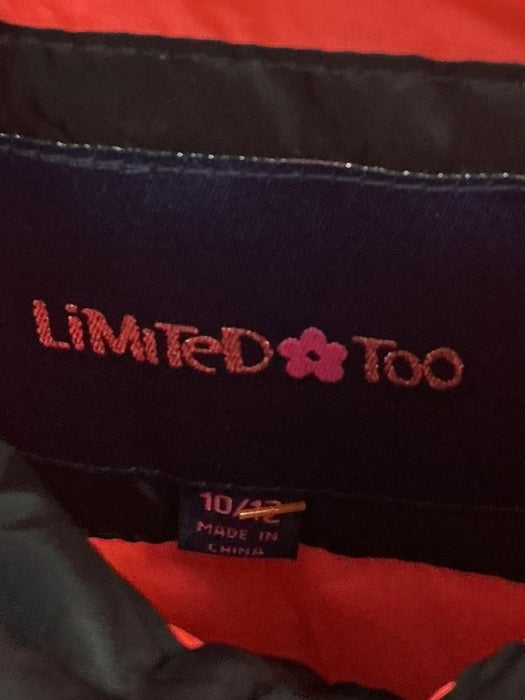 LiMiTeD TOO
10/12
MADE IN
CHINA